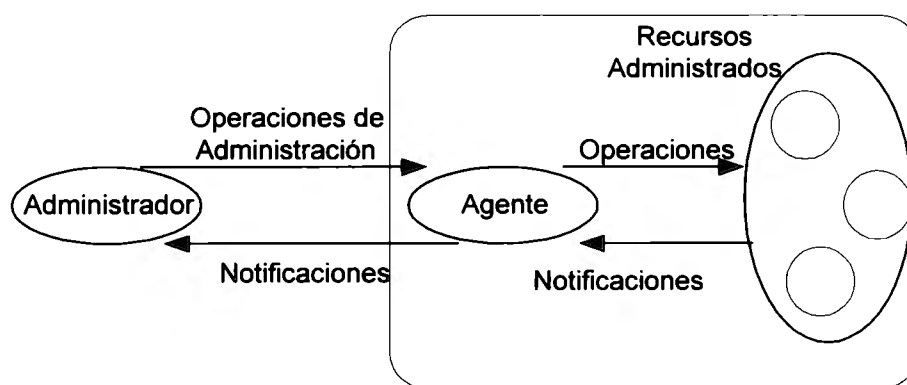 Recursos
Administrados
Operaciones de
Administración
Operaciones
Administrador
Agente
Notificaciones
Notificaciones